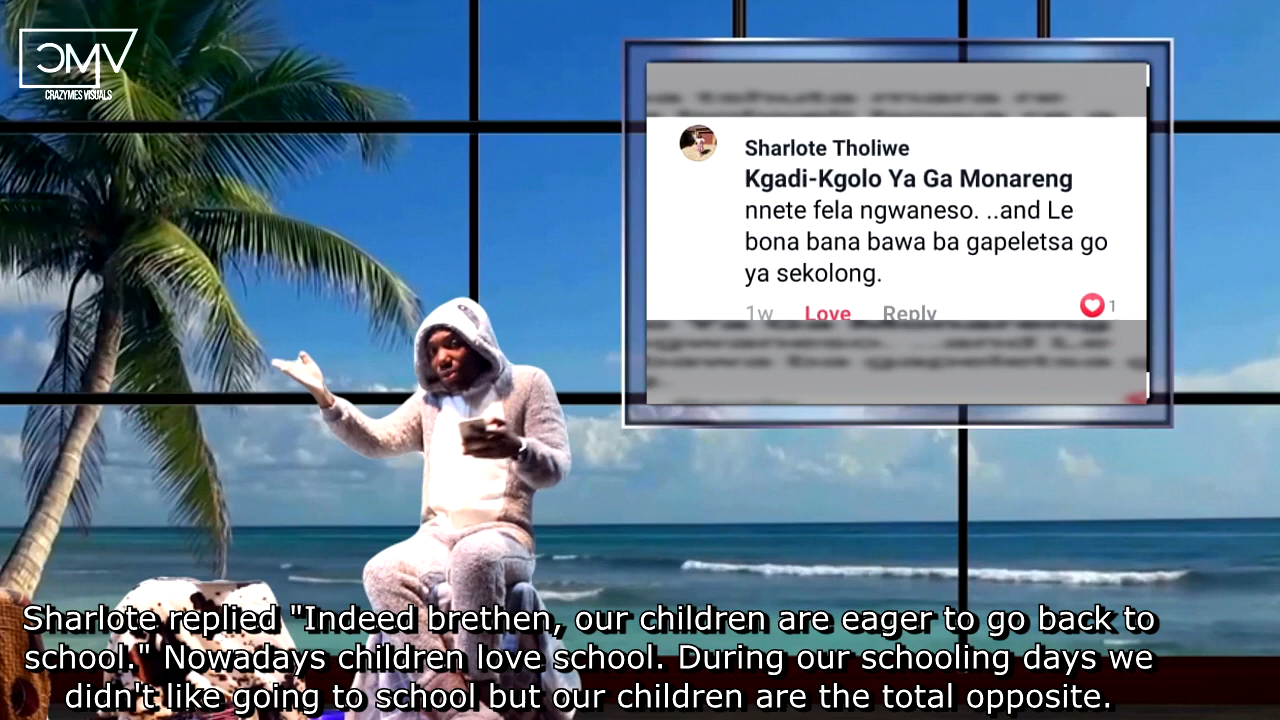 CMV
CRAZYMES VISUALS
Sharlote Tholiwe
Kgadi-Kgolo Ya Ga Monareng
nnete fela ngwaneso. ..and Le
bona bana bawa ba gapeletsa go
ya sekolong.
1w Love Reply 1
Sharlote replied "Indeed brethen, our children are eager to go back to
school." Nowadays children love school. During our schooling days we
didn't like going to school but our children are the total opposite.